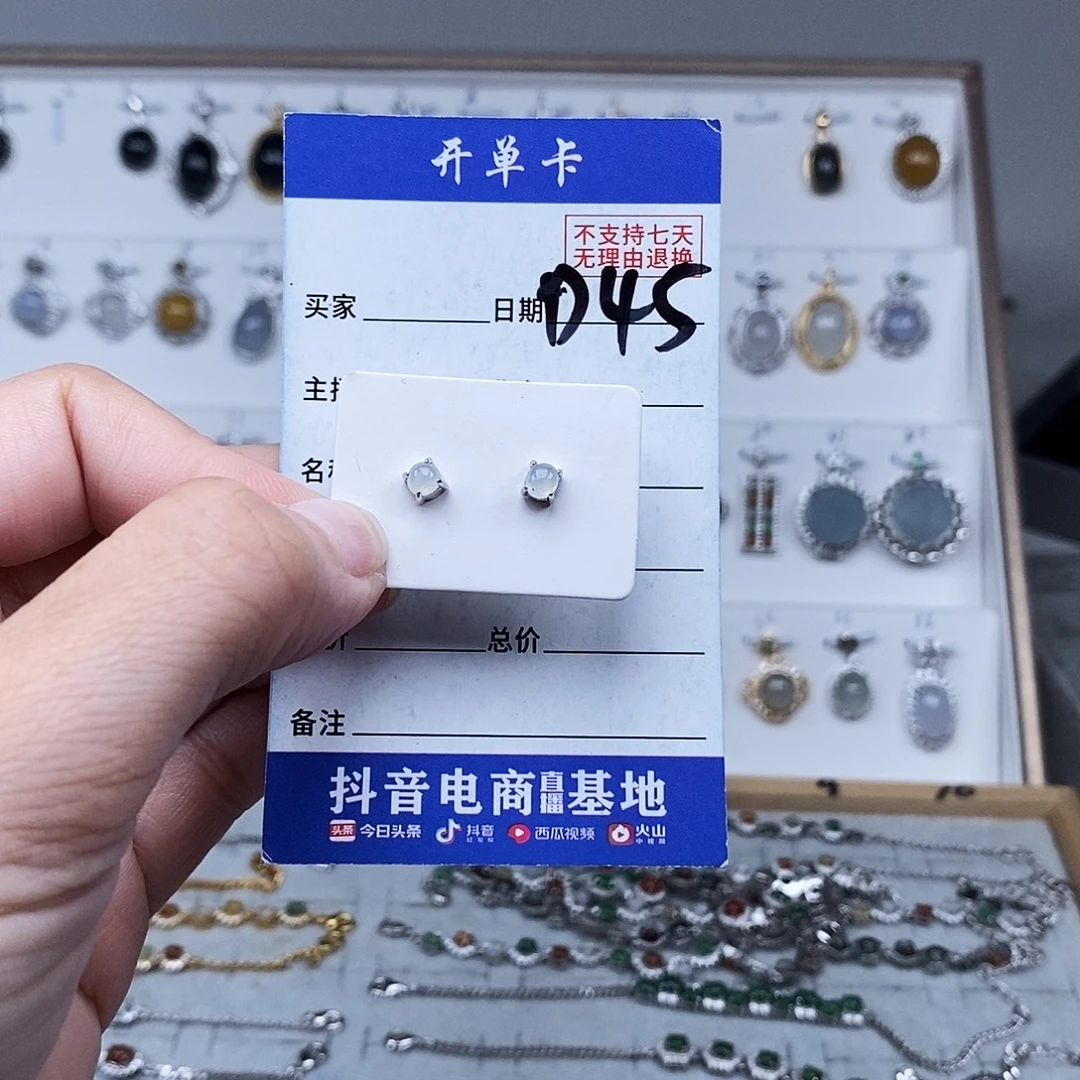 开单卡
不支持七天
无理由退换
买家 日期
D45
主
名
总价
备注
抖音电商直播基地
头条 今日头条 抖音 西瓜视频 火山